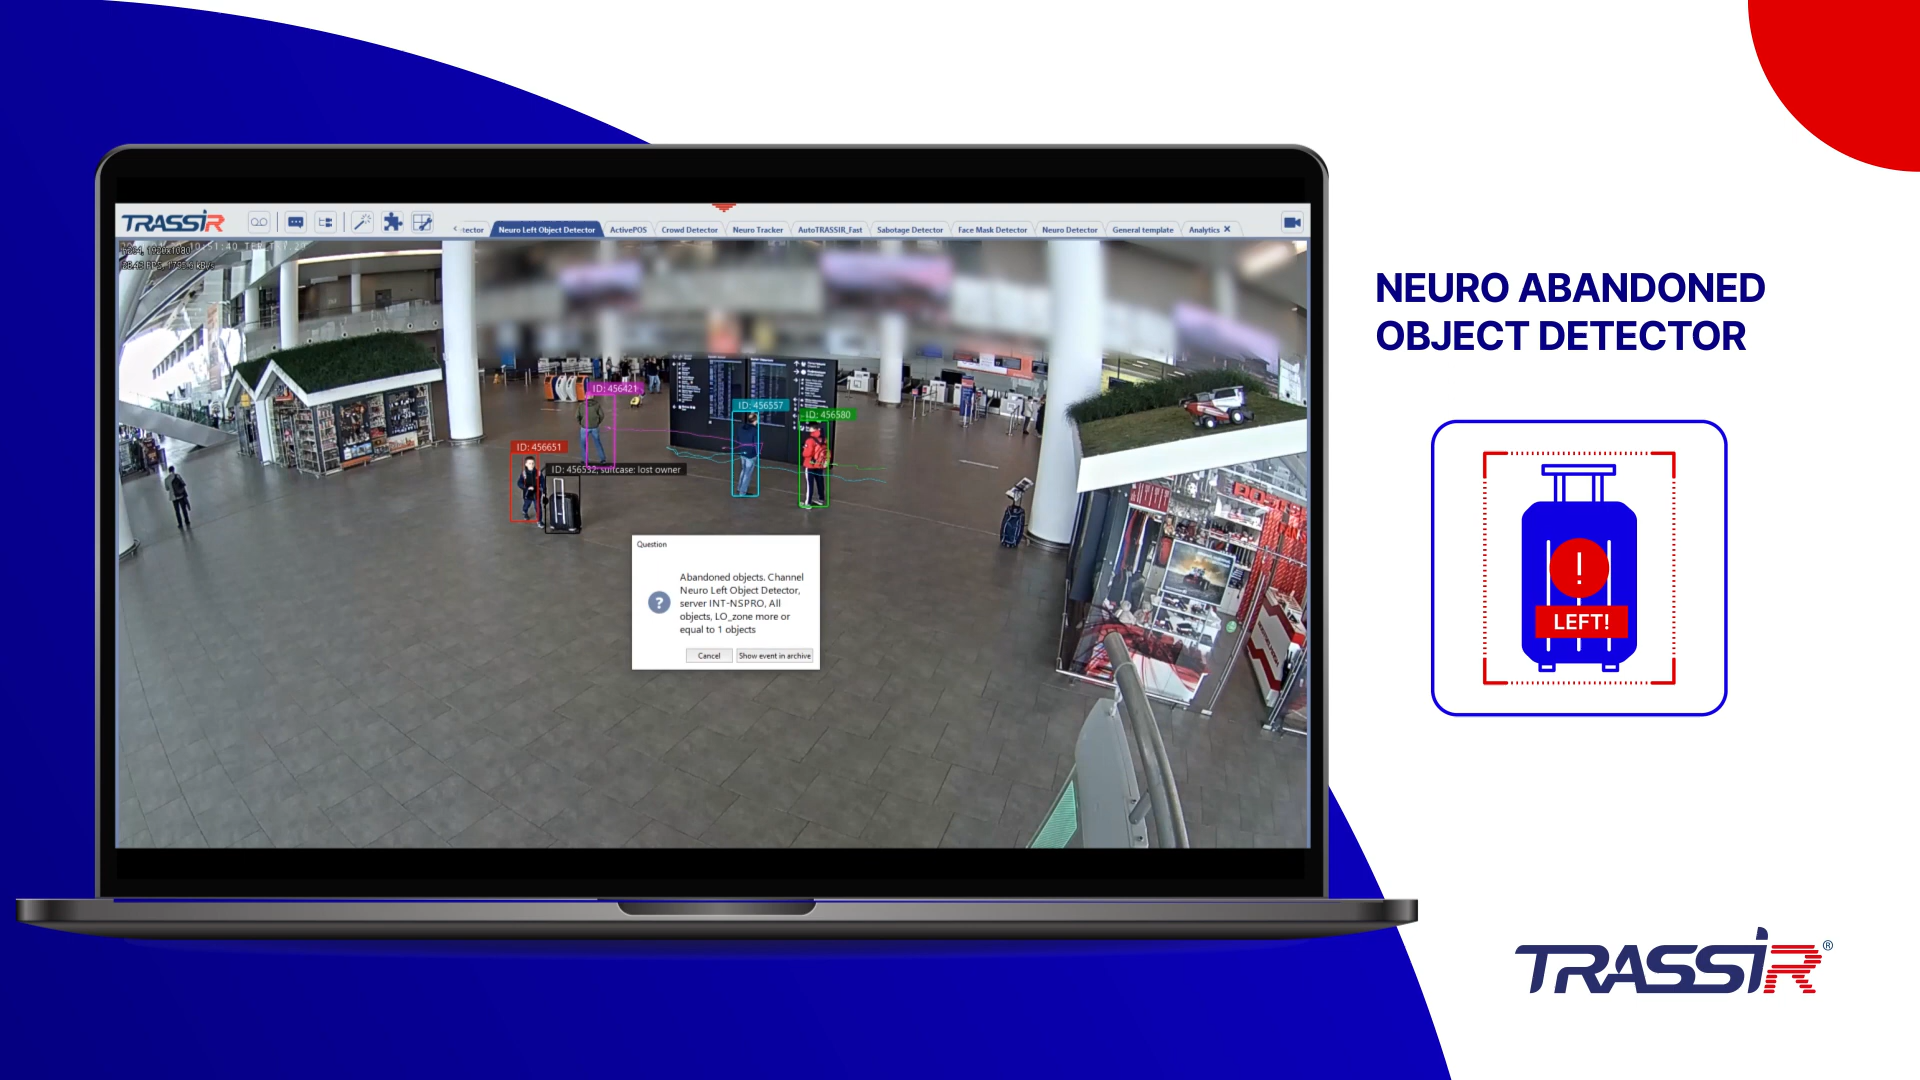 TRASSIR
tector
Neuro Left Object Detector
ActivePOS
Crowd Detector
Neuro Tracker
AutoTRASSIR_Fast
Sabotage Detector
Face Mask Detector
Neuro Detector
General template
Analytics
ID: 456421
ID: 456557
ID: 456580
ID: 456651
ID: 456532, suitcase: lost owner
Question
Abandoned objects. Channel
Neuro Left Object Detector,
server INT-NSPRO, All
objects, LO_zone more or
equal to 1 objects
Cancel
Show event in archive
NEURO ABANDONED
OBJECT DETECTOR
!
LEFT!
TRASSIR®